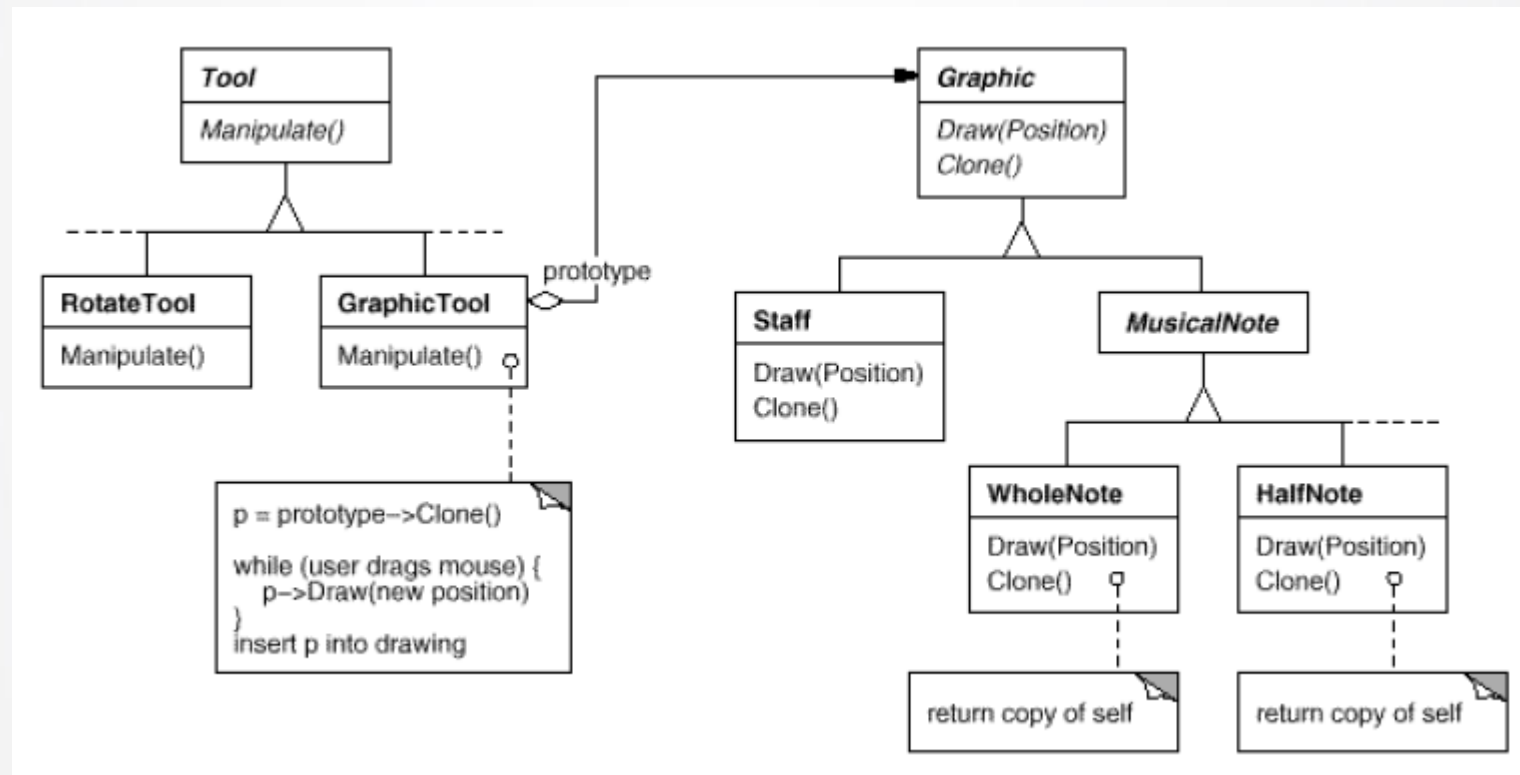 Tool
Manipulate()
Graphic
Draw(Position)
Clone()
prototype
RotateTool
Manipulate()
GraphicTool
Manipulate()
Staff
Draw(Position)
Clone()
MusicalNote
WholeNote
Draw(Position)
Clone()
HalfNote
Draw(Position)
Clone()
p = prototype->Clone()
while (user drags mouse) {
p->Draw(new position)
}
insert p into drawing
return copy of self
return copy of self